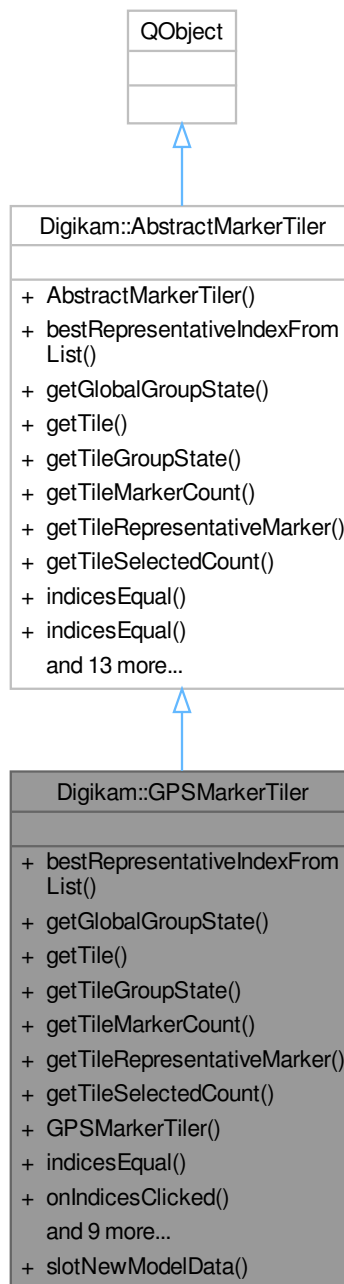 QObject
Digikam::AbstractMarkerTiler
+ AbstractMarkerTiler()
+ bestRepresentativeIndexFrom
List()
+ getGlobalGroupState()
+ getTile()
+ getTileGroupState()
+ getTileMarkerCount()
+ getTileRepresentativeMarker()
+ getTileSelectedCount()
+ indicesEqual()
+ indicesEqual()
and 13 more...
Digikam::GPSMarkerTiler
+ bestRepresentativeIndexFrom
List()
+ getGlobalGroupState()
+ getTile()
+ getTileGroupState()
+ getTileMarkerCount()
+ getTileRepresentativeMarker()
+ getTileSelectedCount()
+ GPSMarkerTiler()
+ indicesEqual()
+ onIndicesClicked()
and 9 more...
+ slotNewModelData()